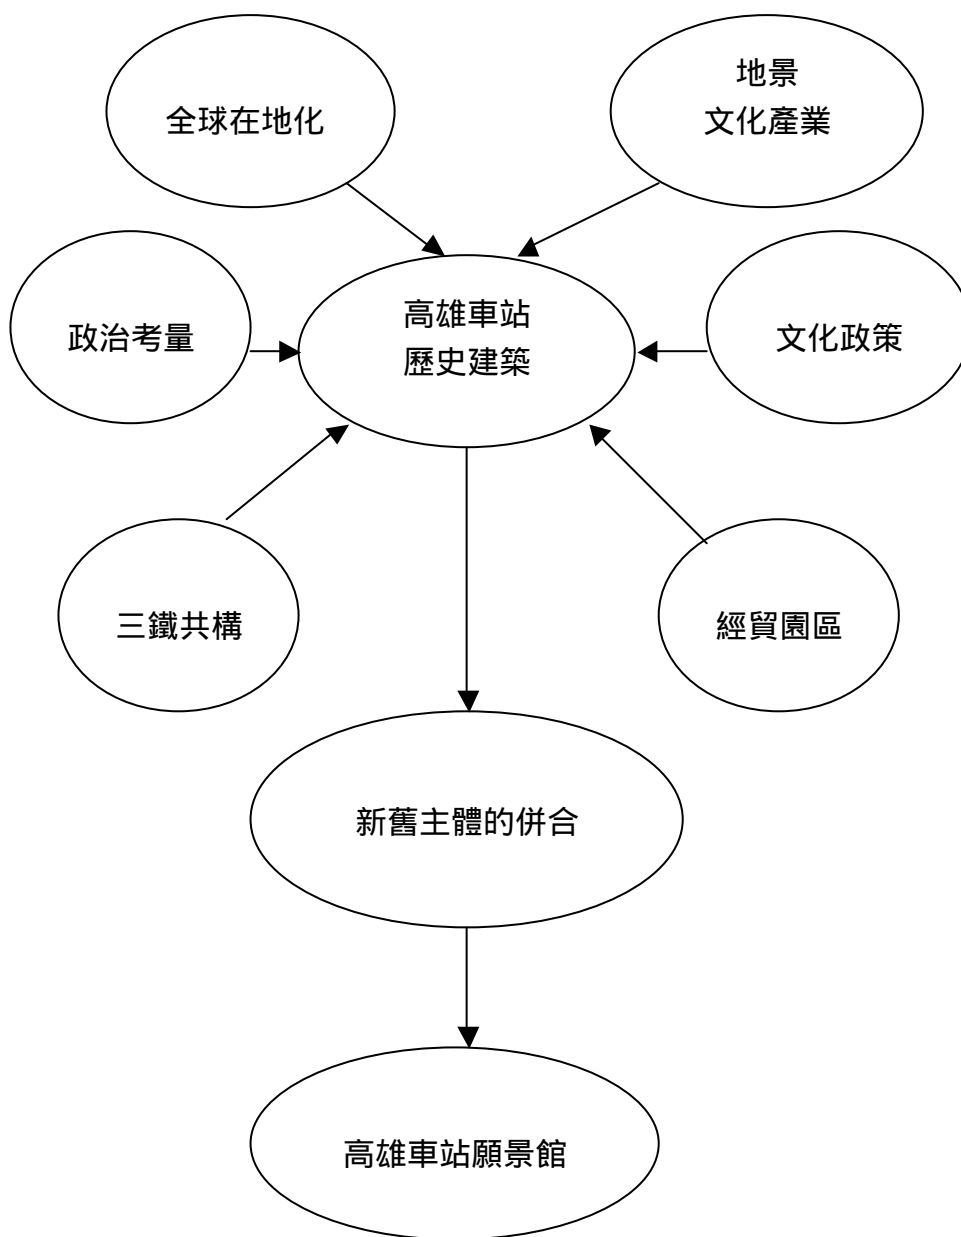 全球在地化
地景
文化產業
政治考量
高雄車站
歷史建築
文化政策
三鐵共構
經貿園區
新舊主體的併合
高雄車站願景館